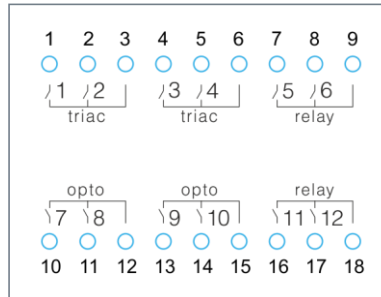 1 2 3 4 5 6 7 8 9
1 2 3 4 5 6
triac triac relay
opto opto relay
7 8 9 10 11 12
10 11 12 13 14 15 16 17 18